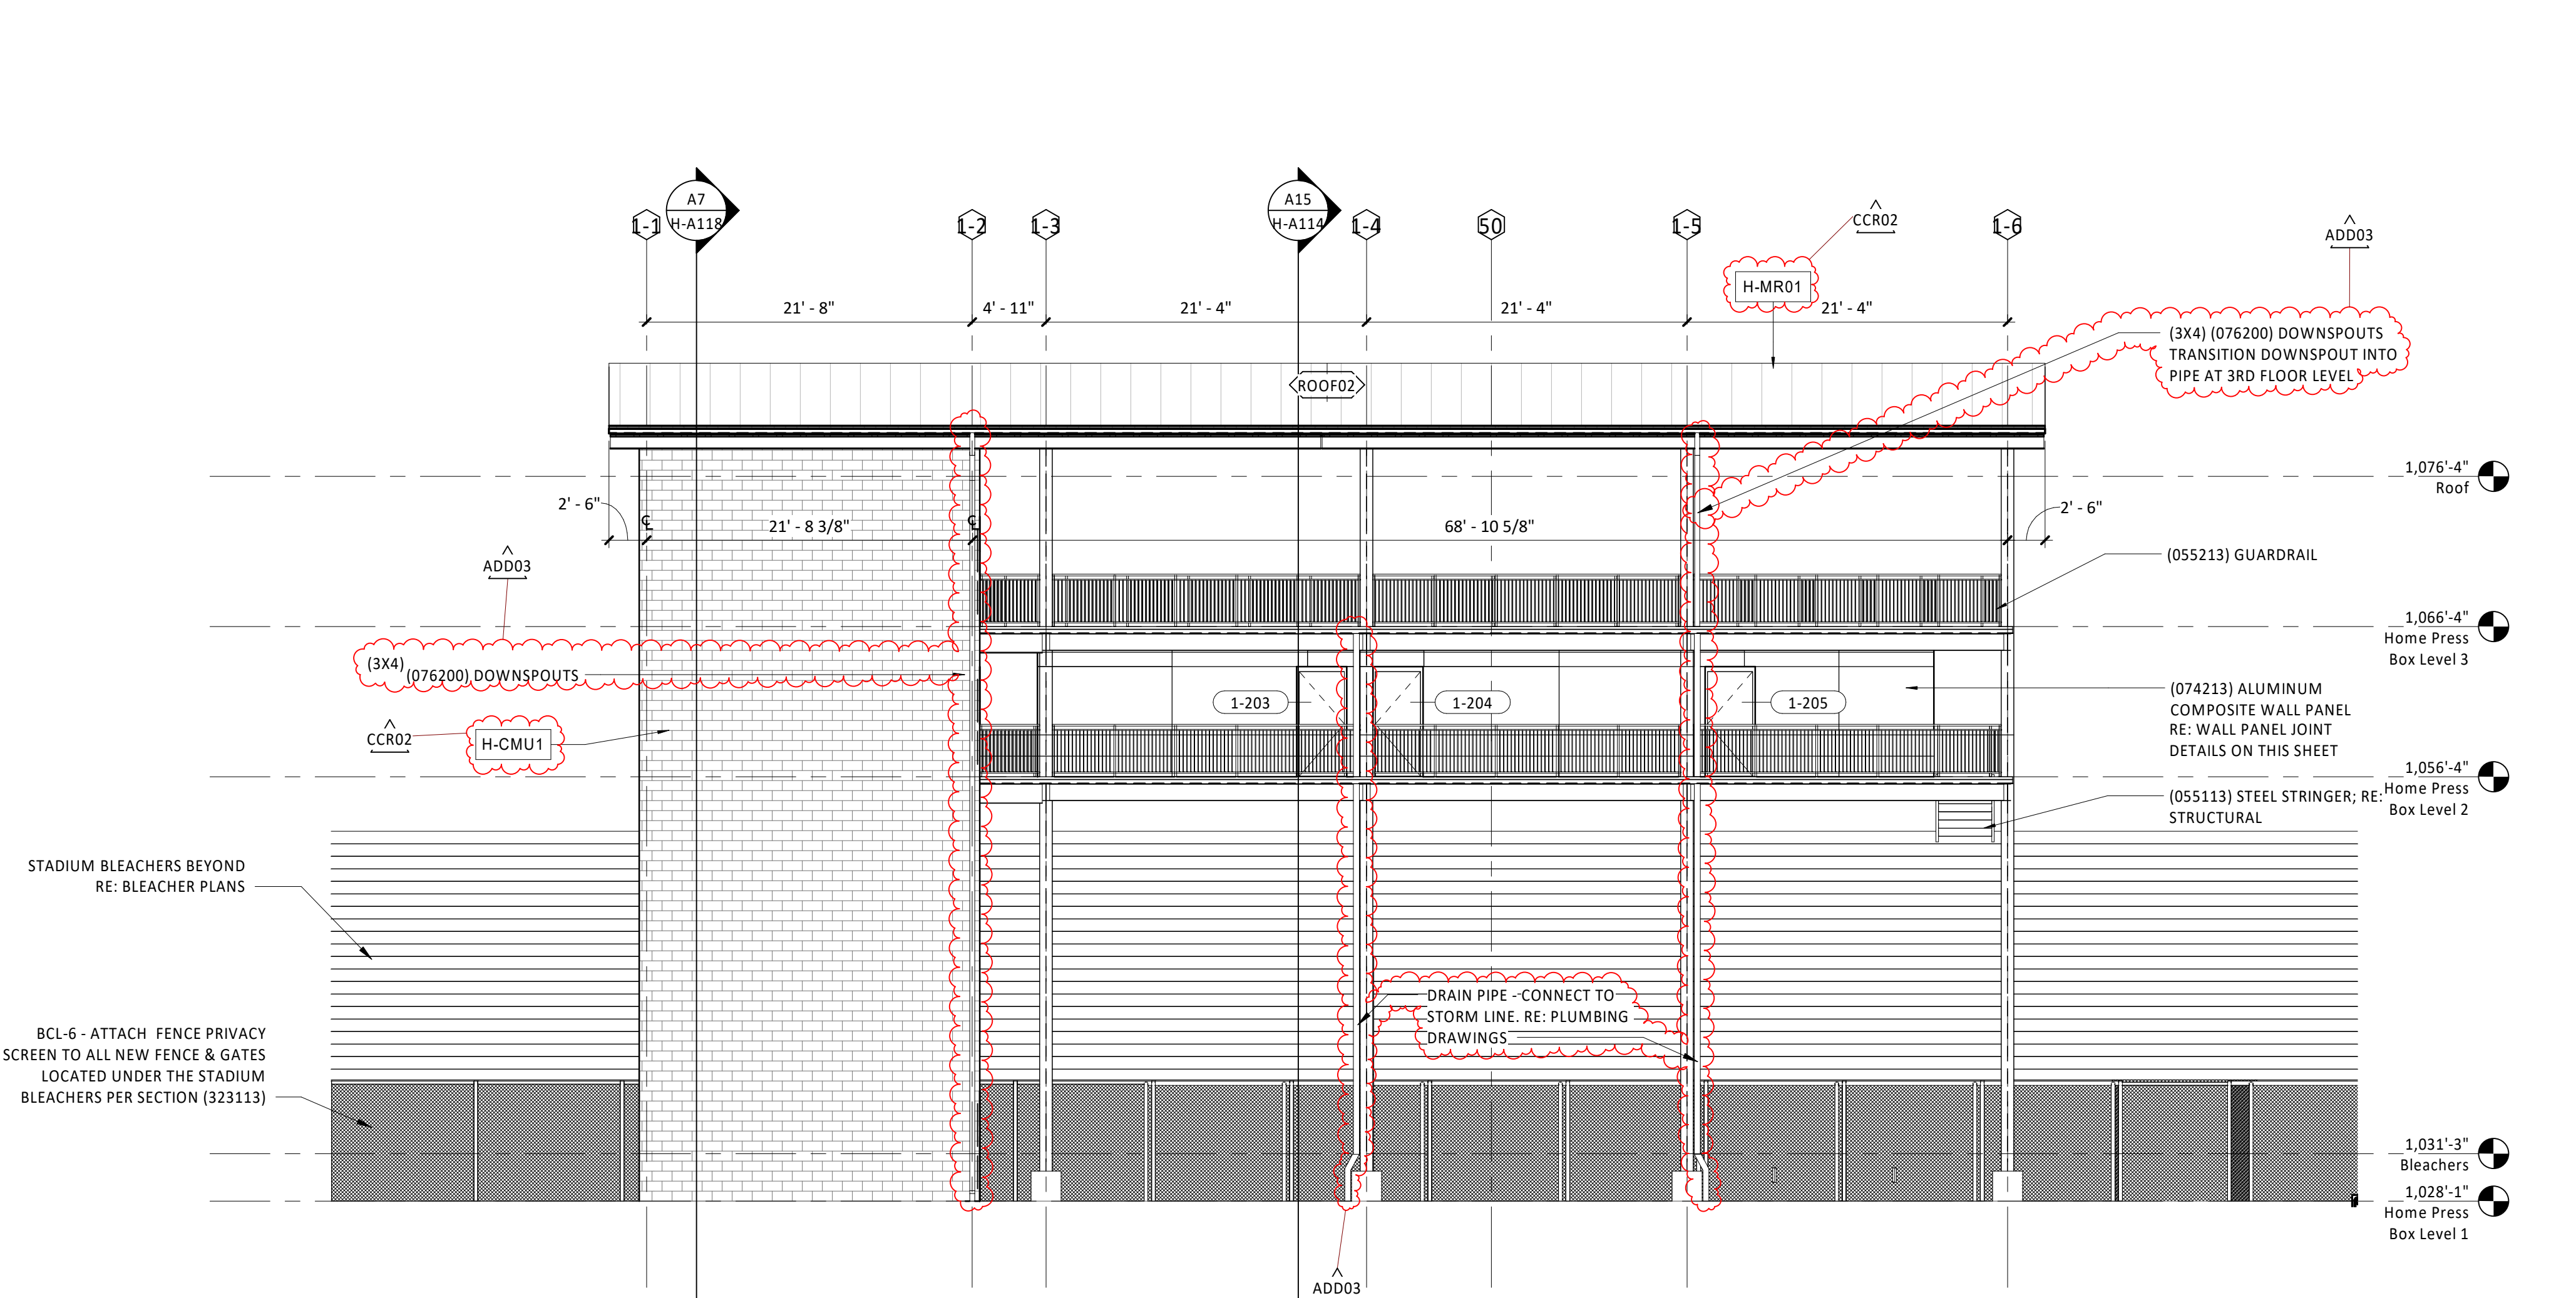 A7
H-A118
A15
H-A114
1-1
1-2
1-3
1-4
50
1-5
1-6
CCR02
ADD03
H-MR01
21' - 8"
4' - 11"
21' - 4"
21' - 4"
21' - 4"
(3X4) (076200) DOWNSPOUTS
TRANSITION DOWNSPOUT INTO
PIPE AT 3RD FLOOR LEVEL
ROOF02
1,076'-4"
Roof
2' - 6"
21' - 8 3/8"
68' - 10 5/8"
2' - 6"
(055213) GUARDRAIL
ADD03
1,066'-4"
Home Press
Box Level 3
(3X4)
(076200) DOWNSPOUTS
1-203
1-204
1-205
(074213) ALUMINUM
COMPOSITE WALL PANEL
RE: WALL PANEL JOINT
DETAILS ON THIS SHEET
CCR02
H-CMU1
1,056'-4"
Home Press
Box Level 2
(055113) STEEL STRINGER; RE:
STRUCTURAL
STADIUM BLEACHERS BEYOND
RE: BLEACHER PLANS
DRAIN PIPE - CONNECT TO
STORM LINE. RE: PLUMBING
DRAWINGS
BCL-6 - ATTACH FENCE PRIVACY
SCREEN TO ALL NEW FENCE & GATES
LOCATED UNDER THE STADIUM
BLEACHERS PER SECTION (323113)
1,031'-3"
Bleachers
1,028'-1"
Home Press
Box Level 1
ADD03